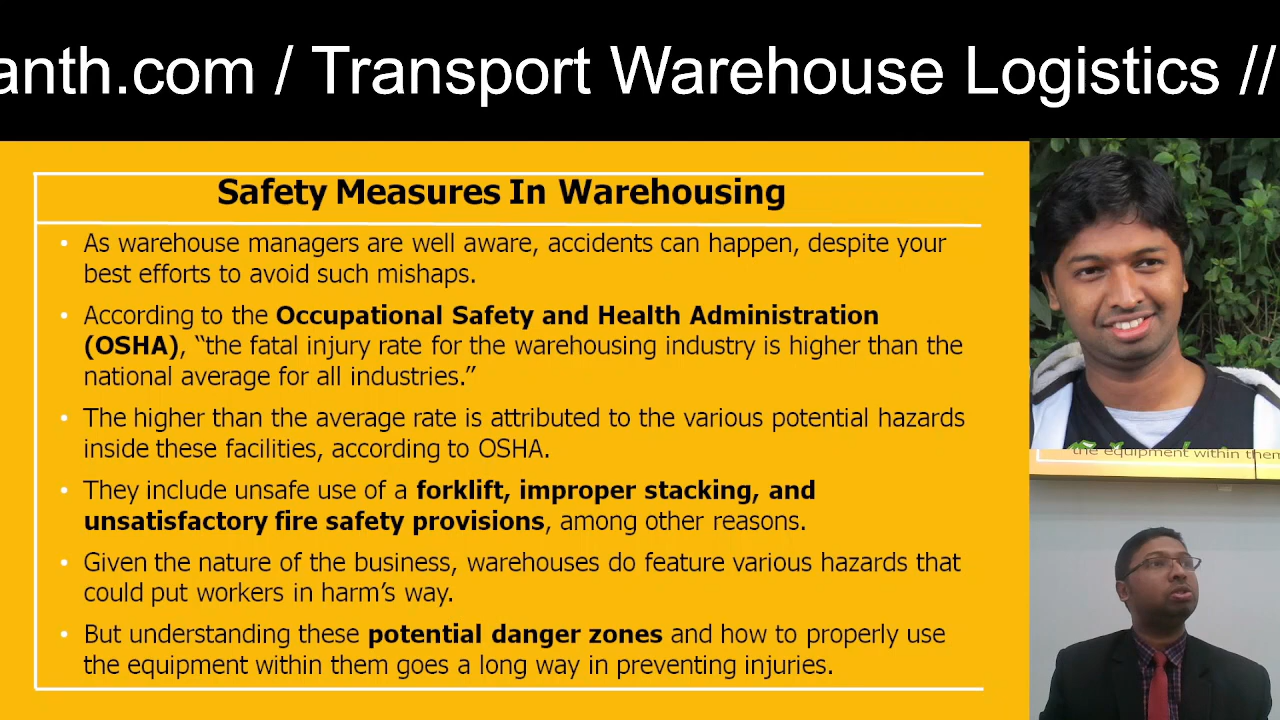 anth.com / Transport Warehouse Logistics //
Safety Measures In Warehousing
• As warehouse managers are well aware, accidents can happen, despite your
best efforts to avoid such mishaps.
• According to the Occupational Safety and Health Administration
(OSHA), “the fatal injury rate for the warehousing industry is higher than the
national average for all industries.”
• The higher than the average rate is attributed to the various potential hazards
inside these facilities, according to OSHA.
• They include unsafe use of a forklift, improper stacking, and
unsatisfactory fire safety provisions, among other reasons.
• Given the nature of the business, warehouses do feature various hazards that
could put workers in harm’s way.
• But understanding these potential danger zones and how to properly use
the equipment within them goes a long way in preventing injuries.
the equipment within them